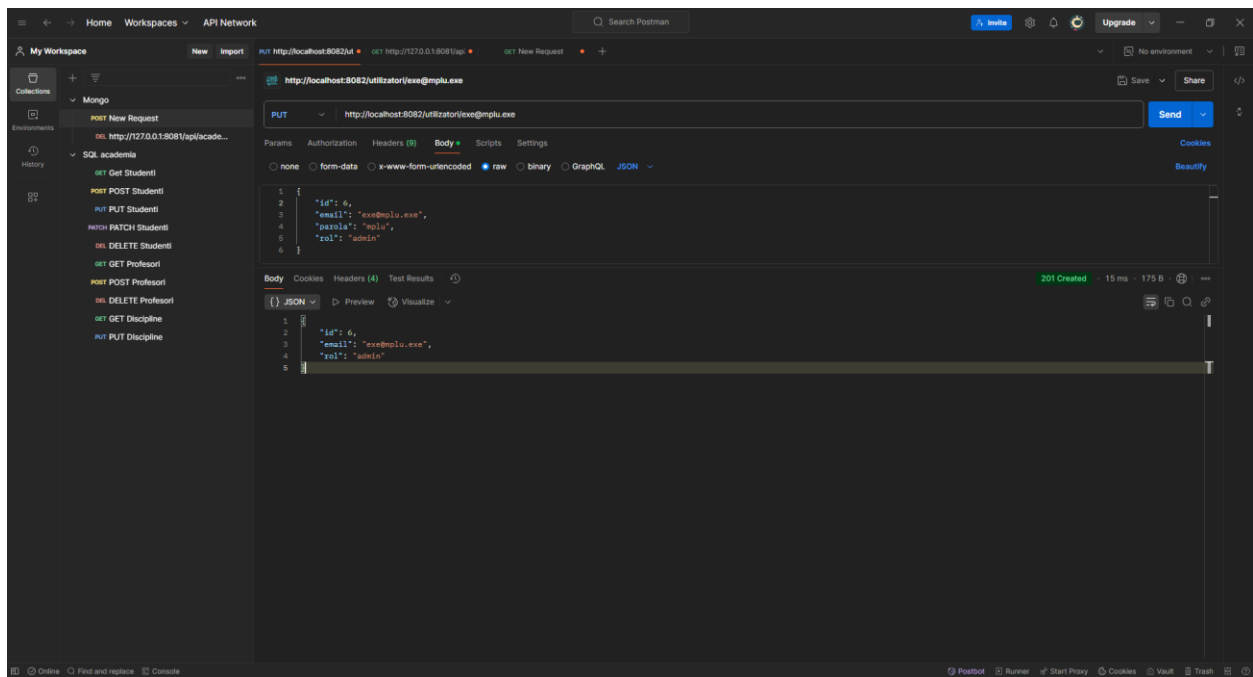 Home Workspaces API Network Search Postman Invite Upgrade
My Workspace New Import PUT http://localhost:8082/ut GET http://127.0.0.1:8081/api GET New Request No environment
http://localhost:8082/utilizatori/exe@mplu.exe Save Share
Collections
Environments
History
Mongo
POST New Request
DEL http://127.0.0.1:8081/api/acade...
SQL academia
GET Get Studenti
POST POST Studenti
PUT PUT Studenti
PATCH PATCH Studenti
DEL DELETE Studenti
GET GET Profesori
POST POST Profesori
DEL DELETE Profesori
GET GET Discipline
PUT PUT Discipline
PUT http://localhost:8082/utilizatori/exe@mplu.exe Send
Params Authorization Headers (9) Body Scripts Settings Cookies
none form-data x-www-form-urlencoded raw binary GraphQL JSON Beautify
1 {
2 "id": 6,
3 "email": "exe@mplu.exe",
4 "parola": "mplu",
5 "rol": "admin"
6 }
Body Cookies Headers (4) Test Results 201 Created 15 ms 175 B
{} JSON Preview Visualize
1 {
2 "id": 6,
3 "email": "exe@mplu.exe",
4 "rol": "admin"
5 }
Online Find and replace Console Postbot Runner Start Proxy Cookies Vault Trash